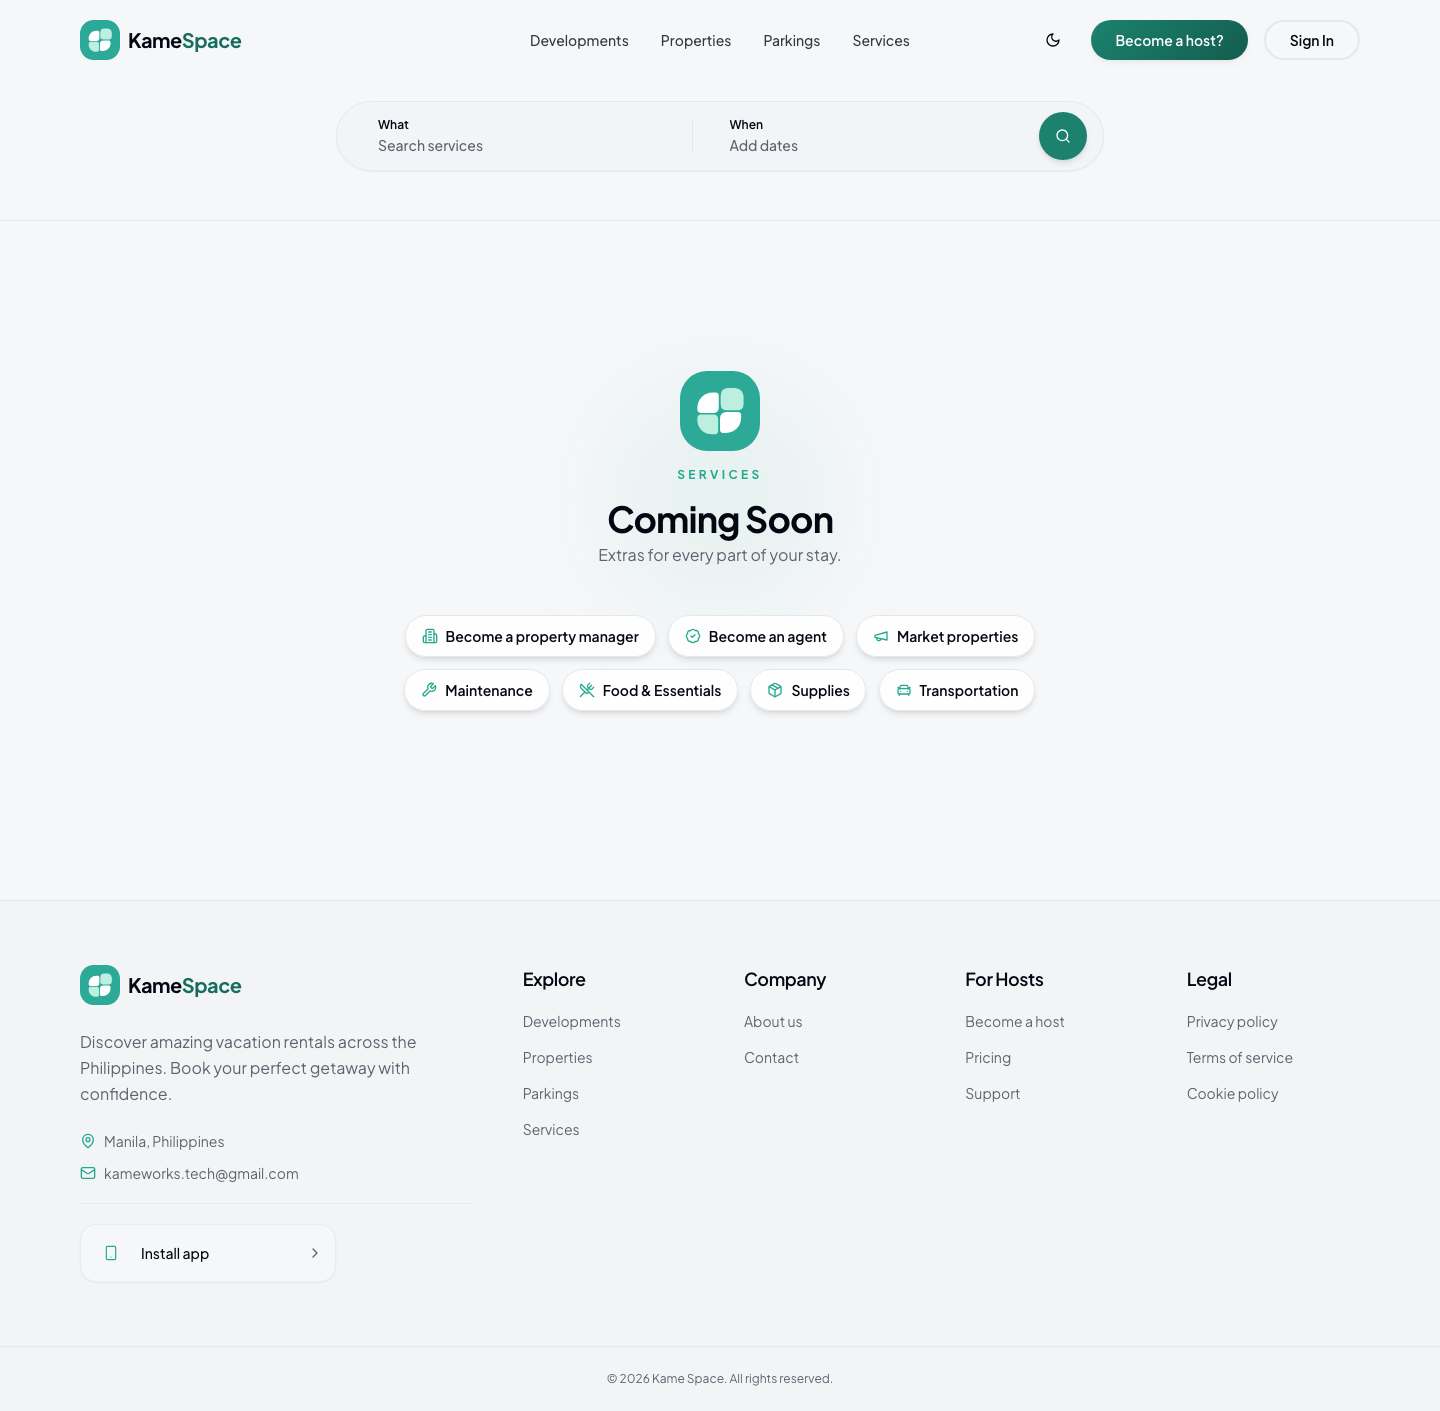 KameSpace
Developments
Properties
Parkings
Services
Become a host?
Sign In
What
Search services
When
Add dates
SERVICES
Coming Soon
Extras for every part of your stay.
Become a property manager
Become an agent
Market properties
Maintenance
Food & Essentials
Supplies
Transportation
KameSpace
Discover amazing vacation rentals across the
Philippines. Book your perfect getaway with
confidence.
Manila, Philippines
kameworks.tech@gmail.com
Install app
Explore
Developments
Properties
Parkings
Services
Company
About us
Contact
For Hosts
Become a host
Pricing
Support
Legal
Privacy policy
Terms of service
Cookie policy
© 2026 Kame Space. All rights reserved.